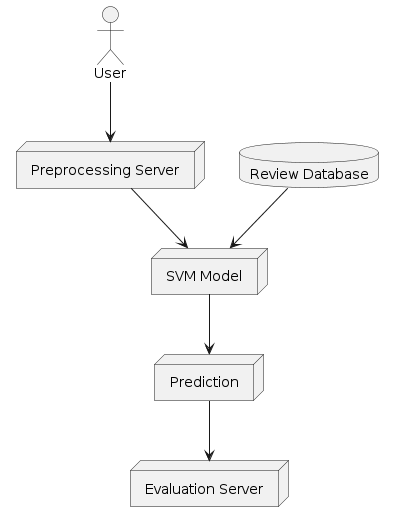 User
Preprocessing Server
Review Database
SVM Model
Prediction
Evaluation Server